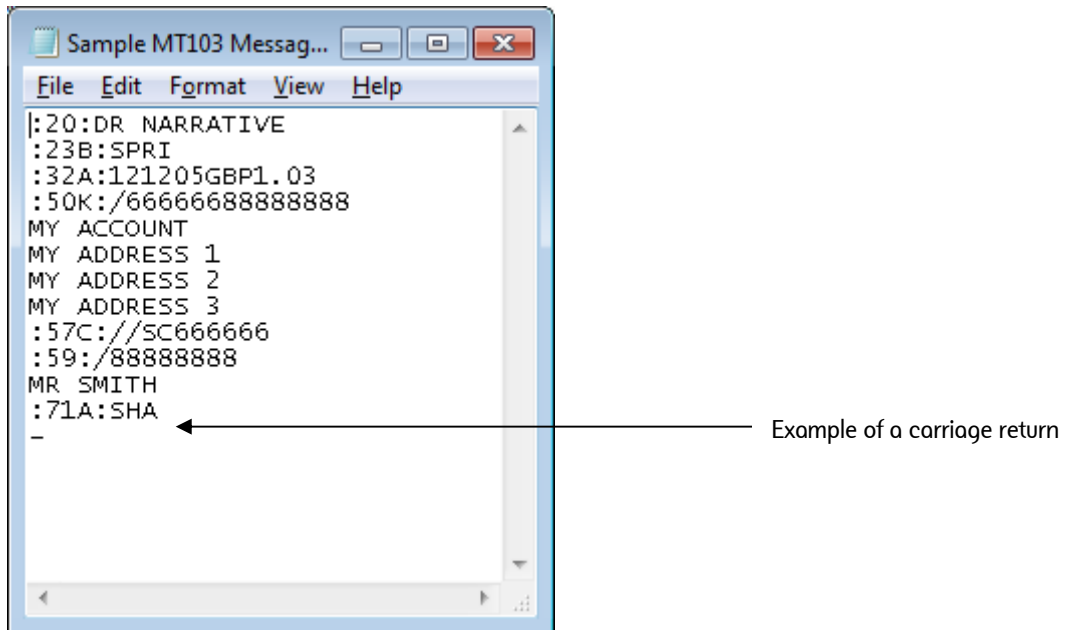 Sample MT103 Messag...
File Edit Format View Help
:20:DR NARRATIVE
:23B:SPRI
:32A:121205GBP1.03
:50K:/66666688888888
MY ACCOUNT
MY ADDRESS 1
MY ADDRESS 2
MY ADDRESS 3
:57C://SC666666
:59:/88888888
MR SMITH
:71A:SHA
-
Example of a carriage return